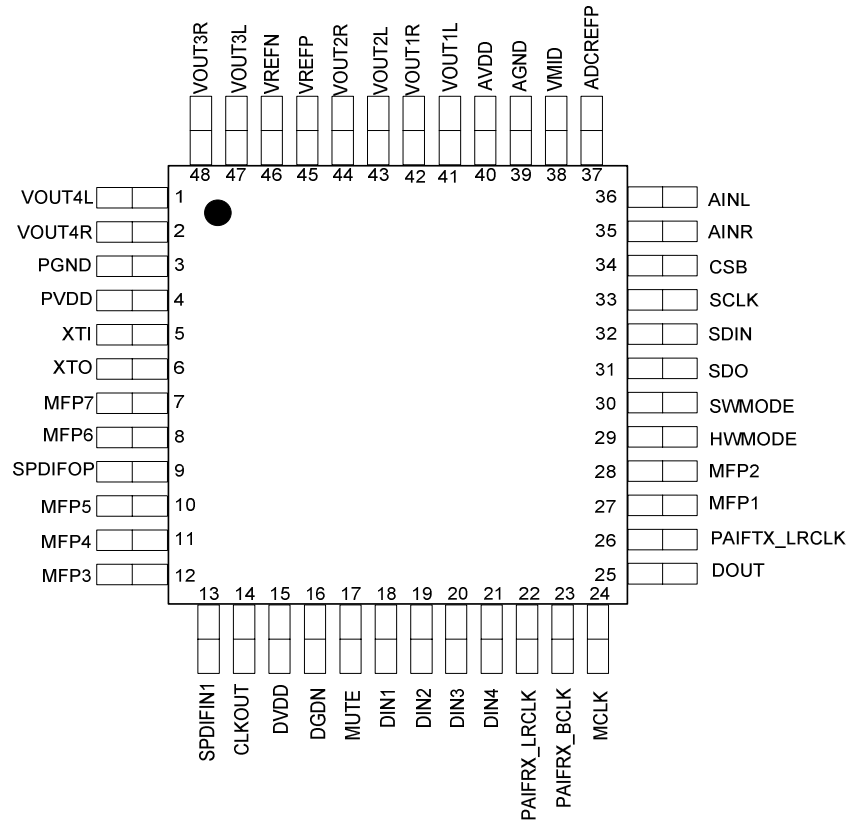 VOUT3R
VOUT3L
VREFN
VREFP
VOUT2R
VOUT2L
VOUT1R
VOUT1L
AVDD
AGND
VMID
ADCREFP
48 47 46 45 44 43 42 41 40 39 38 37
VOUT4L 1
VOUT4R 2
PGND 3
PVDD 4
XTI 5
XTO 6
MFP7 7
MFP6 8
SPDIFOP 9
MFP5 10
MFP4 11
MFP3 12
36 AINL
35 AINR
34 CSB
33 SCLK
32 SDIN
31 SDO
30 SWMODE
29 HWMODE
28 MFP2
27 MFP1
26 PAIFTX_LRCLK
25 DOUT
13 14 15 16 17 18 19 20 21 22 23 24
SPDIFIN1
CLKOUT
DVDD
DGDN
MUTE
DIN1
DIN2
DIN3
DIN4
PAIFRX_LRCLK
PAIFRX_BCLK
MCLK